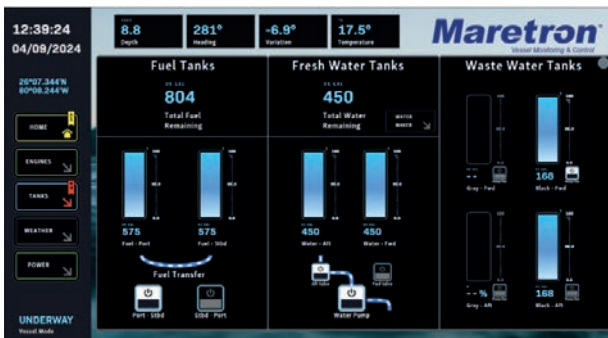 12:39:24
04/09/2024
26°07.344'N
80°08.244'W
HOME
ENGINES
TANKS
WEATHER
POWER
UNDERWAY
Vessel Mode
8.8
Depth
281°
Heading
-6.9°
Variation
17.5°
Temperature
Maretron®
Vessel Monitoring & Control
Fuel Tanks
804
Total Fuel
Remaining
575
Fuel - Port
575
Fuel - Stbd
Fuel Transfer
Port - Stbd
Stbd - Port
Fresh Water Tanks
450
Total Water
Remaining
WATER
MAKER
450
Water - Aft
450
Water - Fwd
Water Pump
Waste Water Tanks
--
Gray - Fwd
168
Black - Fwd
-- %
Gray - Aft
168
Black - Aft